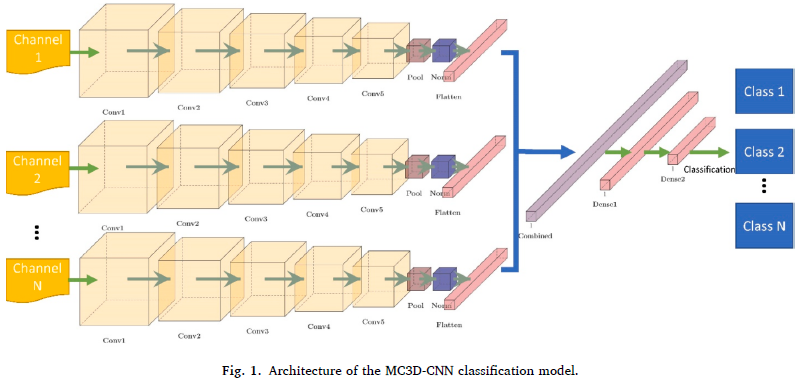 Channel
1
Conv1
Conv2
Conv3
Conv4
Conv5
Pool
Norm
Flatten
Channel
2
Conv1
Conv2
Conv3
Conv4
Conv5
Pool
Norm
Flatten
Channel
N
Conv1
Conv2
Conv3
Conv4
Conv5
Pool
Norm
Flatten
Combined
Dense1
Dense2
Classification
Class 1
Class 2
Class N
Fig. 1. Architecture of the MC3D-CNN classification model.